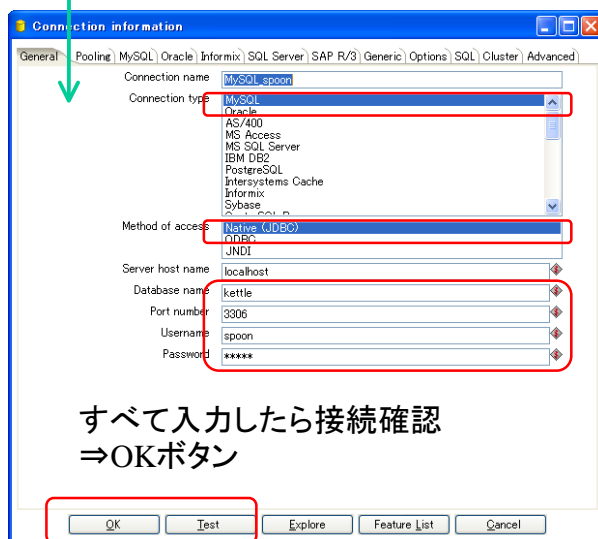 Connection information
General Pooling MySQL Oracle Informix SQL Server SAP R/3 Generic Options SQL Cluster Advanced
Connection name MySQL spoon
Connection type MySQL
Oracle
AS/400
MS Access
MS SQL Server
IBM DB2
PostgreSQL
Intersystems Cache
Informix
Sybase
Method of access Native (JDBC)
ODBC
JNDI
Server host name localhost
Database name kettle
Port number 3306
Username spoon
Password *****
すべて入力したら接続確認
⇒OKボタン
OK Test Explore Feature List Cancel